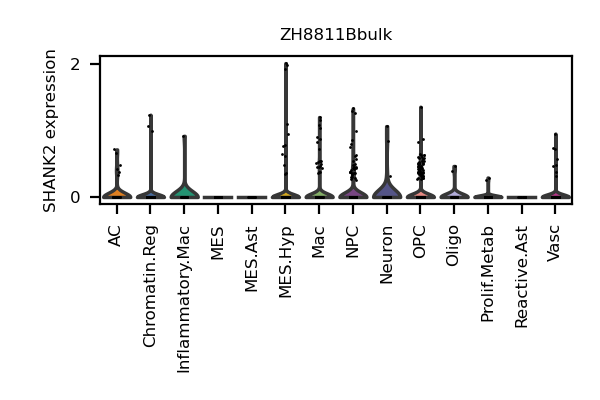 ZH8811Bbulk
SHANK2 expression
2
0
AC
Chromatin.Reg
Inflammatory.Mac
MES
MES.Ast
MES.Hyp
Mac
NPC
Neuron
OPC
Oligo
Prolif.Metab
Reactive.Ast
Vasc